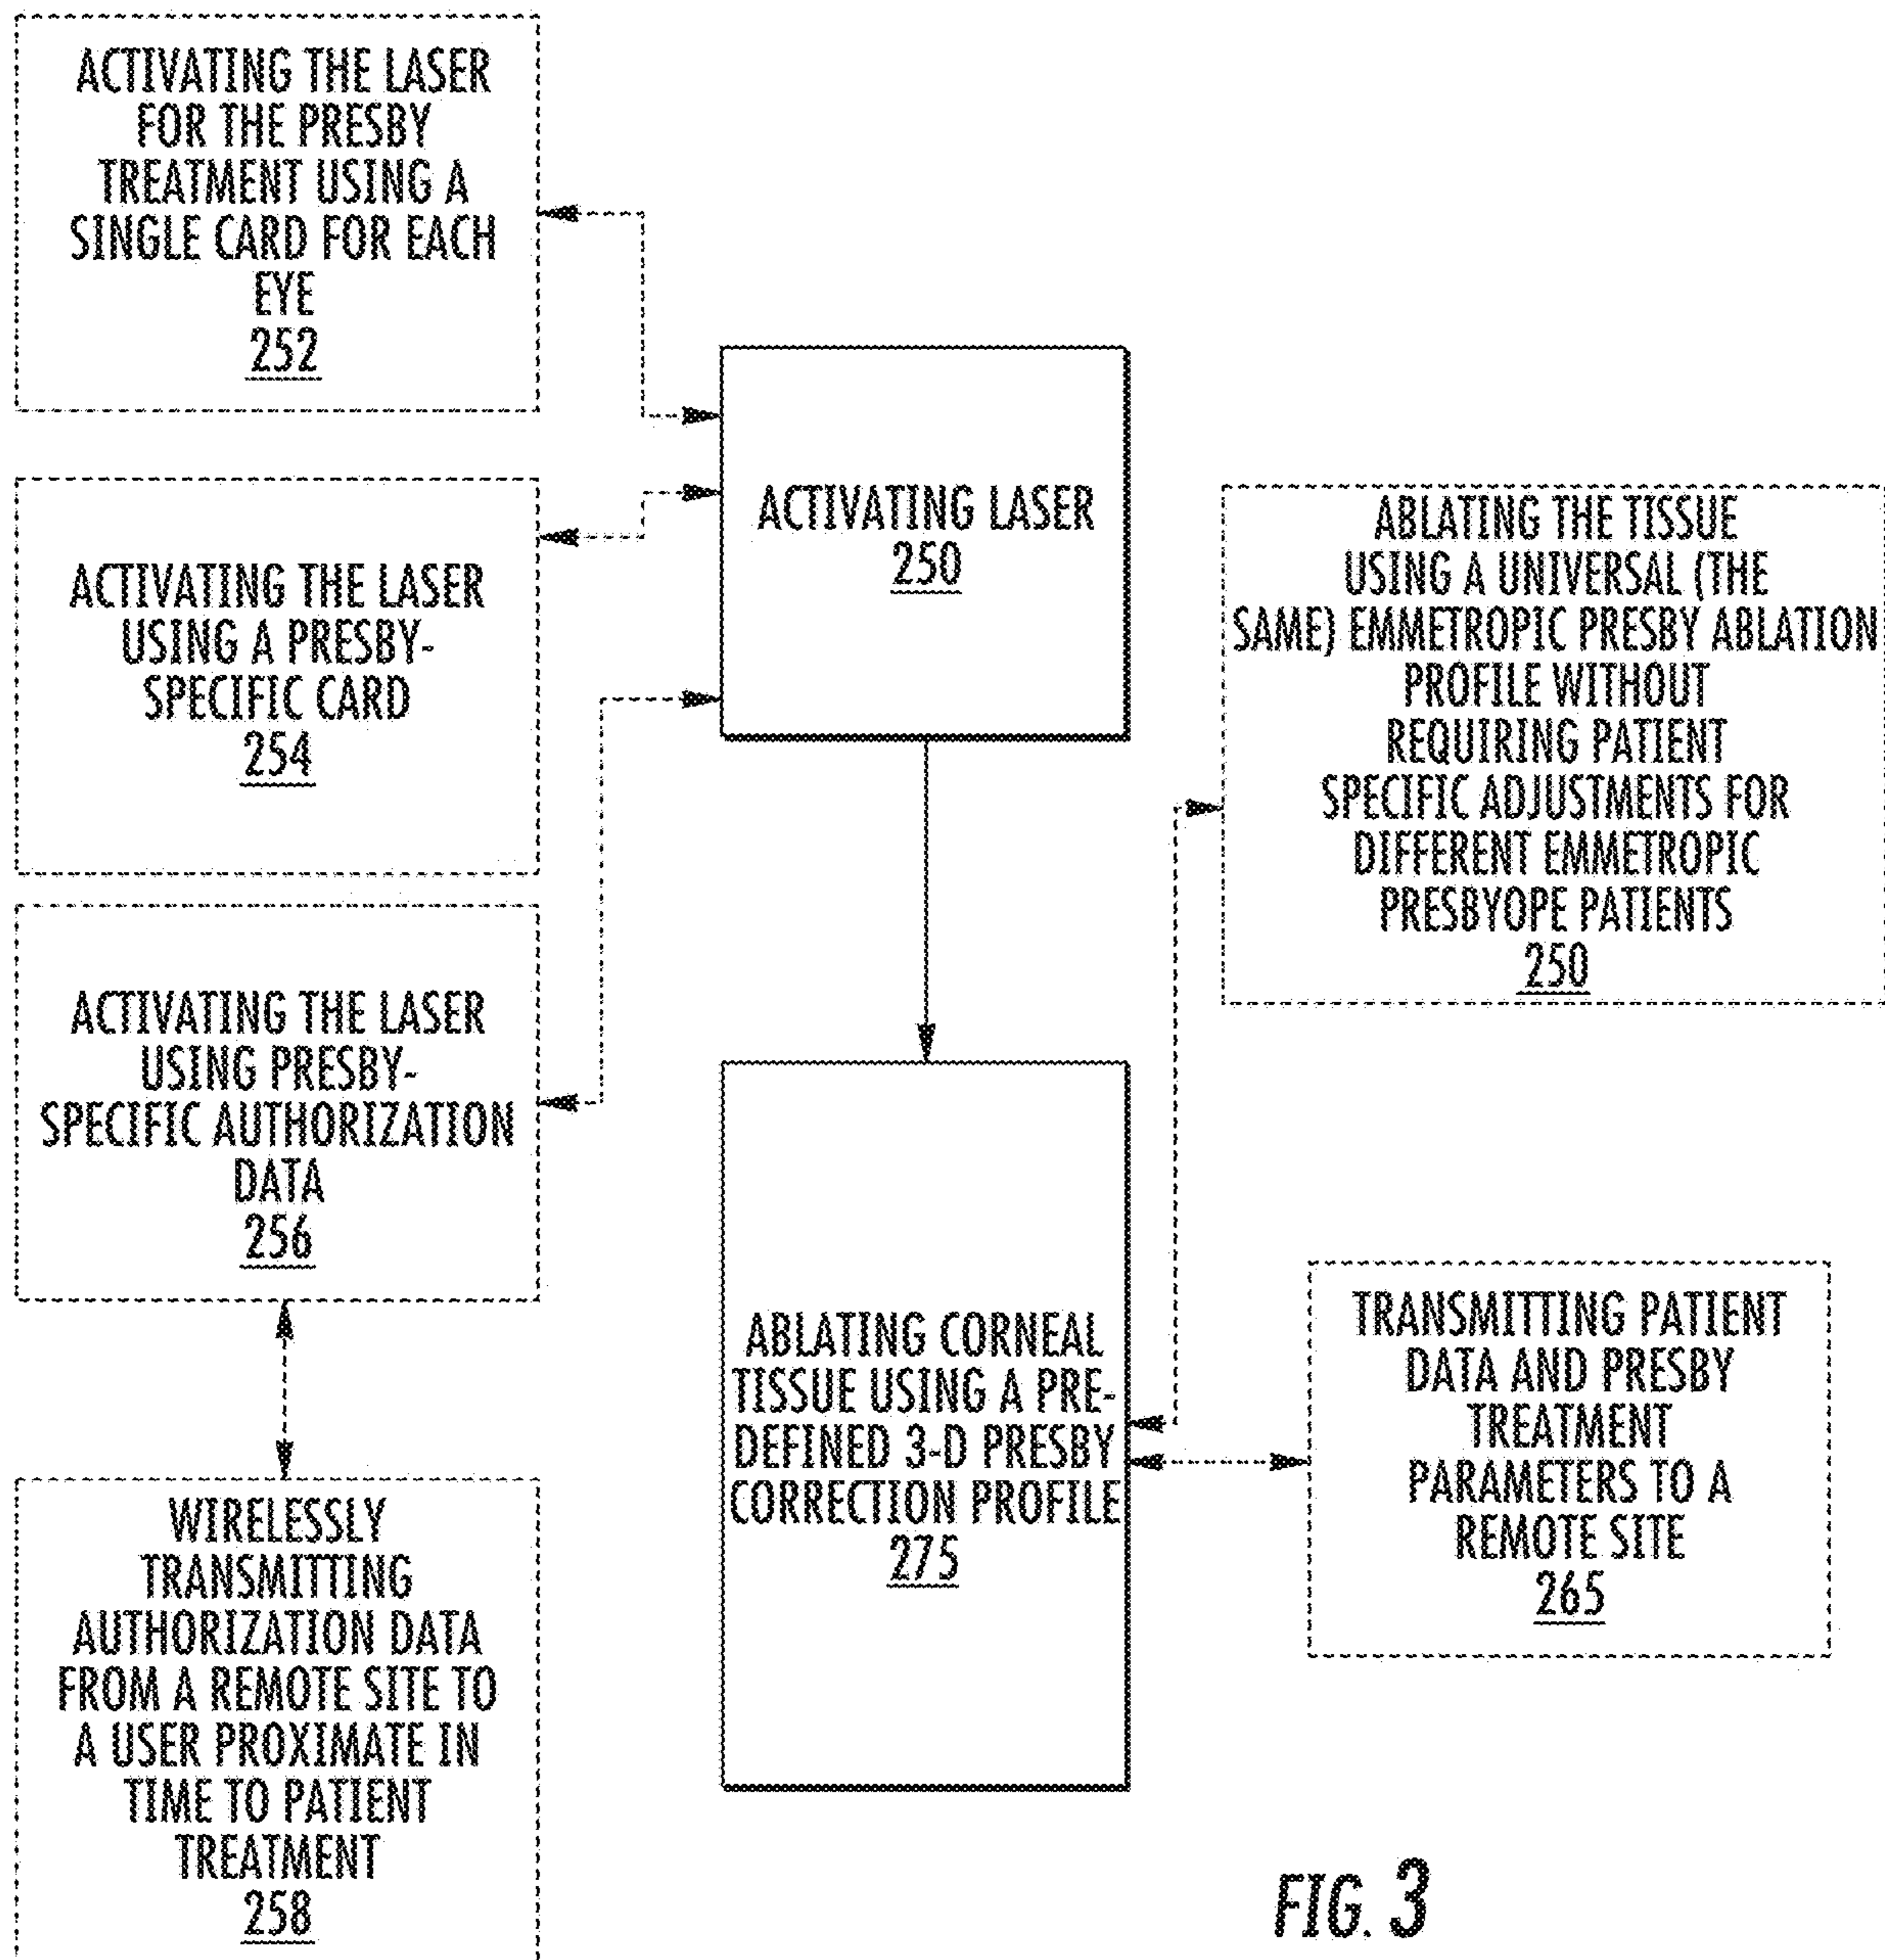 ACTIVATING THE LASER
FOR THE PRESBY
TREATMENT USING A
SINGLE CARD FOR EACH
EYE
252
ACTIVATING THE LASER
USING A PRESBY-
SPECIFIC CARD
254
ACTIVATING THE LASER
USING PRESBY-
SPECIFIC AUTHORIZATION
DATA
256
WIRELESSLY
TRANSMITTING
AUTHORIZATION DATA
FROM A REMOTE SITE TO
A USER PROXIMATE IN
TIME TO PATIENT
TREATMENT
258
ACTIVATING LASER
250
ABLATING CORNEAL
TISSUE USING A PRE-
DEFINED 3-D PRESBY
CORRECTION PROFILE
275
ABLATING THE TISSUE
USING A UNIVERSAL (THE
SAME) EMMETROPIC PRESBY ABLATION
PROFILE WITHOUT
REQUIRING PATIENT
SPECIFIC ADJUSTMENTS FOR
DIFFERENT EMMETROPIC
PRESBYOPE PATIENTS
250
TRANSMITTING PATIENT
DATA AND PRESBY
TREATMENT
PARAMETERS TO A
REMOTE SITE
265
FIG. 3